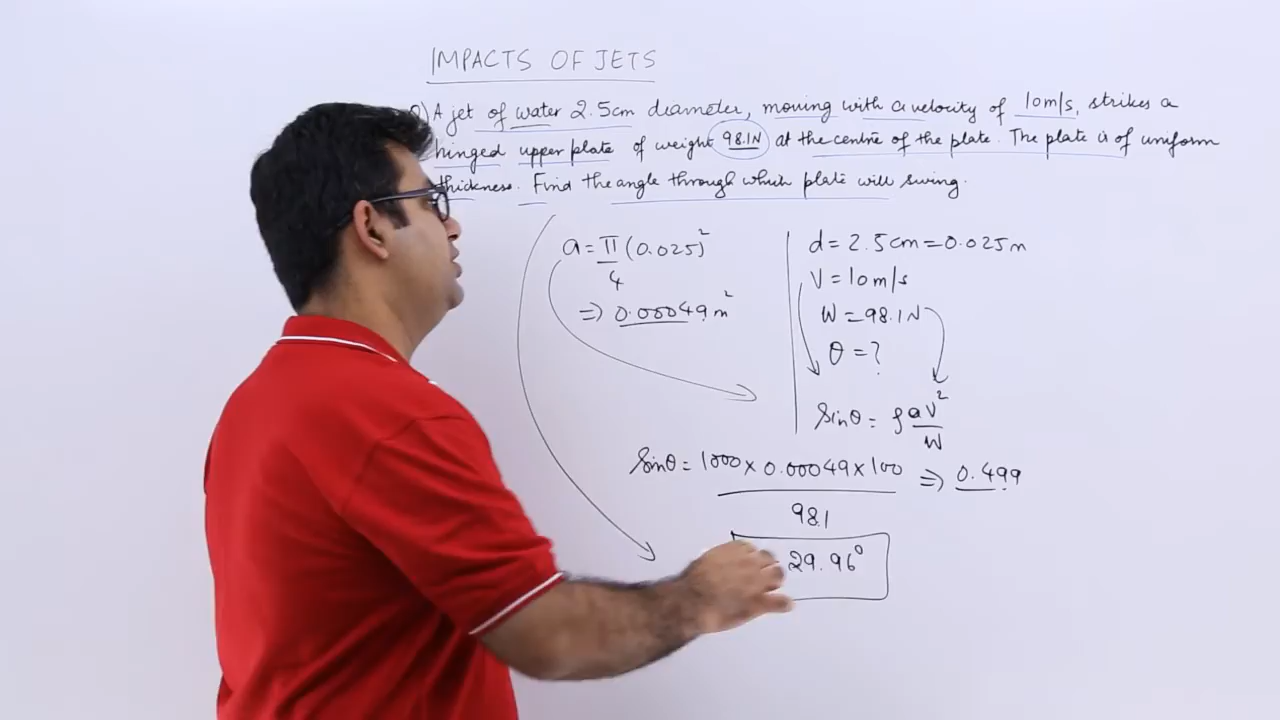 IMPACTS OF JETS
A jet of water 2.5cm diameter, moving with a velocity of 10m/s, strikes a
hinged upper plate of weight 98.1N at the centre of the plate. The plate is of uniform
thickness. Find the angle through which plate will swing.
a = π/4 (0.025)²
⇒ 0.00049m²
d = 2.5cm = 0.025m
V = 10m/s
W = 98.1N
θ = ?
Sinθ = ρaV²/W
Sinθ = 1000 x 0.00049 x 100 / 98.1 ⇒ 0.499
29.96°